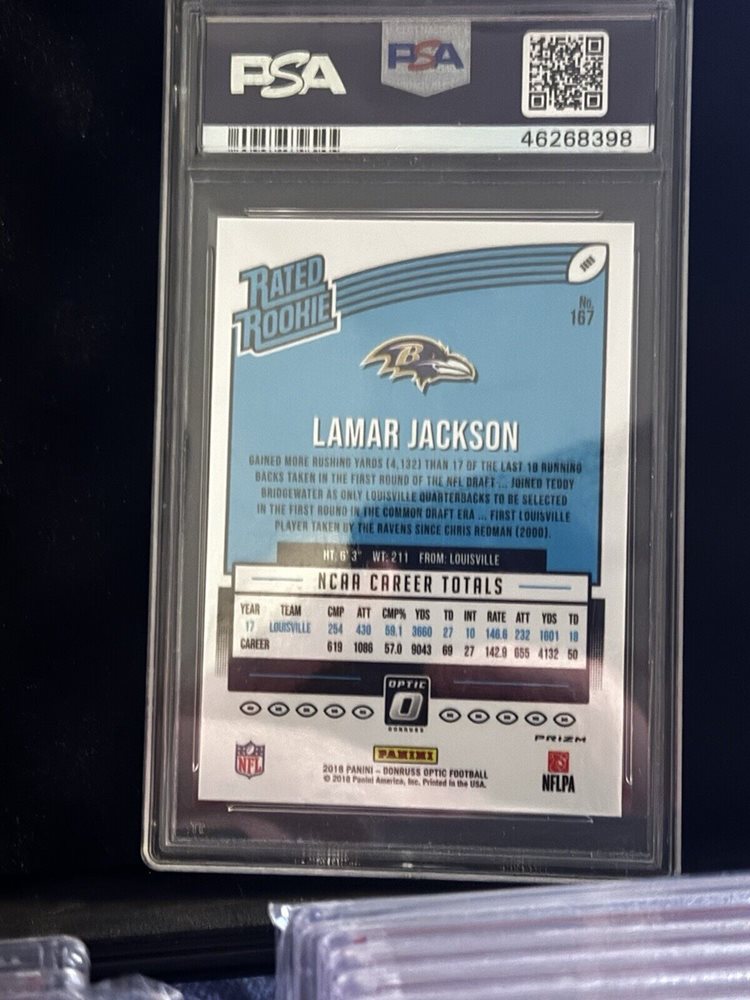 PSA PSA
46268398
RATED
ROOKIE
No.
167
B
LAMAR JACKSON
GAINED MORE RUSHING YARDS (4,132) THAN 17 OF THE LAST 18 RUNNING
BACKS TAKEN IN THE FIRST ROUND OF THE NFL DRAFT ... JOINED TEDDY
BRIDGEWATER AS ONLY LOUISVILLE QUARTERBACKS TO BE SELECTED
IN THE FIRST ROUND IN THE COMMON DRAFT ERA ... FIRST LOUISVILLE
PLAYER TAKEN BY THE RAVENS SINCE CHRIS REDMAN (2000).
HT: 6' 3" WT: 211 FROM: LOUISVILLE
NCAA CAREER TOTALS
YEAR TEAM CMP ATT CMP% YDS TD INT RATE ATT YDS TD
17 LOUISVILLE 254 430 59.1 3660 27 10 146.6 232 1601 18
CAREER 619 1086 57.0 9043 69 27 142.9 655 4132 50
OPTIC
O
DONRUSS
PRIZM
NFL
PANINI
2018 PANINI – DONRUSS OPTIC FOOTBALL
© 2018 Panini America, Inc. Printed in the USA.
NFLPA